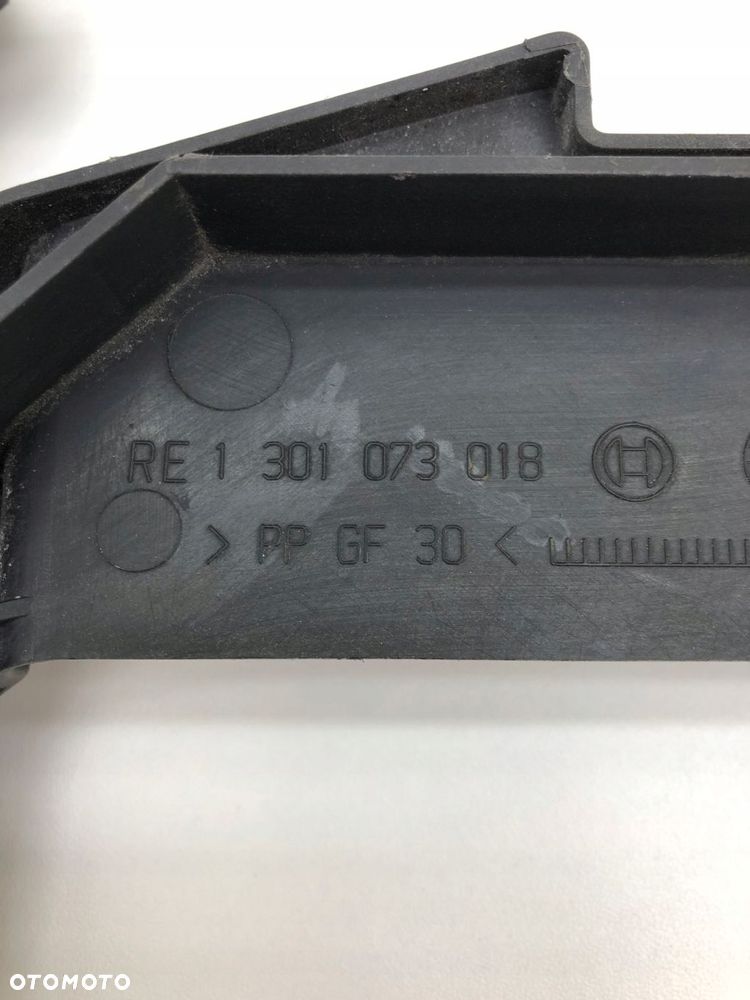 RE 1 301 073 018
> PP GF 30 <
OTOMOTO